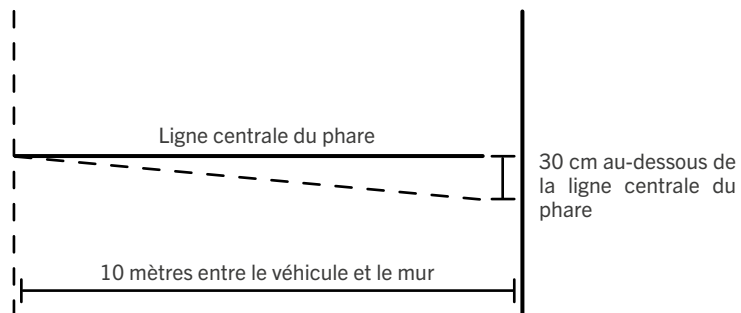 Ligne centrale du phare
30 cm au-dessous de
la ligne centrale du
phare
10 mètres entre le véhicule et le mur